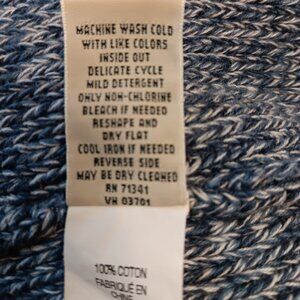 MACHINE WASH COLD
WITH LIKE COLORS
INSIDE OUT
DELICATE CYCLE
MILD DETERGENT
ONLY NON-CHLORINE
BLEACH IF NEEDED
RESHAPE AND
DRY FLAT
COOL IRON IF NEEDED
REVERSE SIDE
MAY BE DRY CLEANED
RN 71341
VH 03701
100% COTTON
FABRIQUÉ EN
CHINE